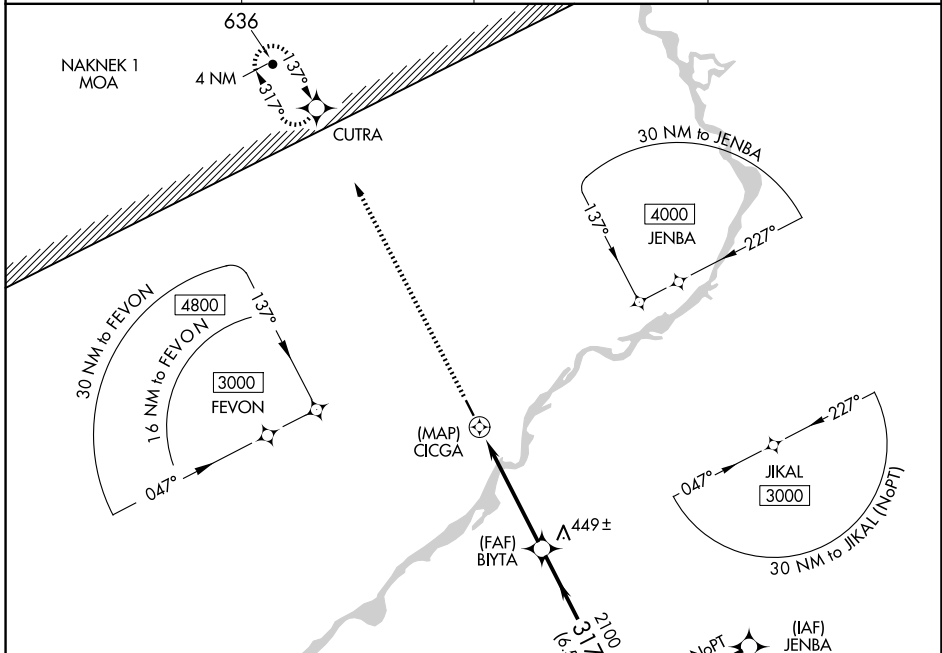 636
NAKNEK 1
MOA
4 NM
137°
317°
CUTRA
30 NM to JENBA
4000
JENBA
137°
227°
30 NM to FEVON
4800
137°
16 NM to FEVON
3000
FEVON
047°
(MAP)
CICGA
227°
047°
JIKAL
3000
30 NM to JIKAL (NoPT)
449±
(FAF)
BIYTA
2100
317
NoPT
(IAF)
JENBA